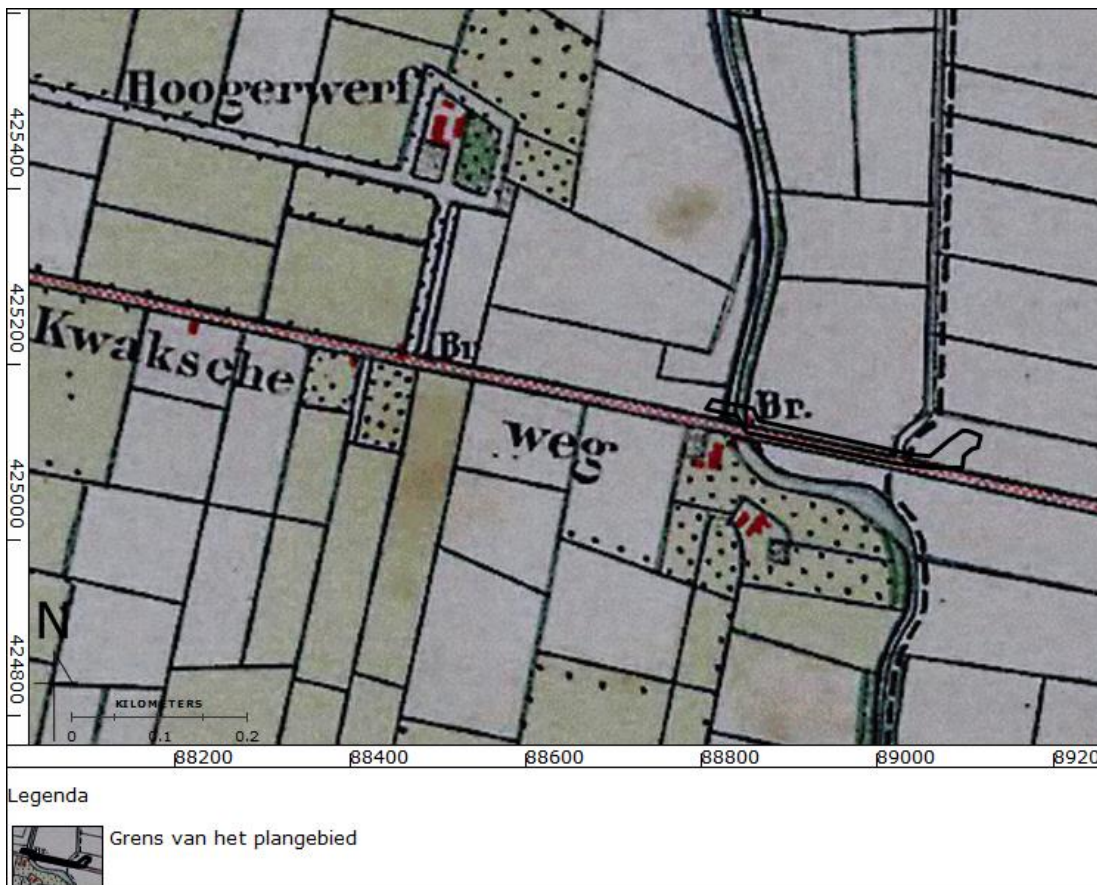 Hoogerwerf
425400
425200
Kwaksche
Br.
weg
Br.
425000
424800
N
KILOMETERS
0 0.1 0.2
88200 88400 88600 88800 89000 8920
Legenda
Grens van het plangebied